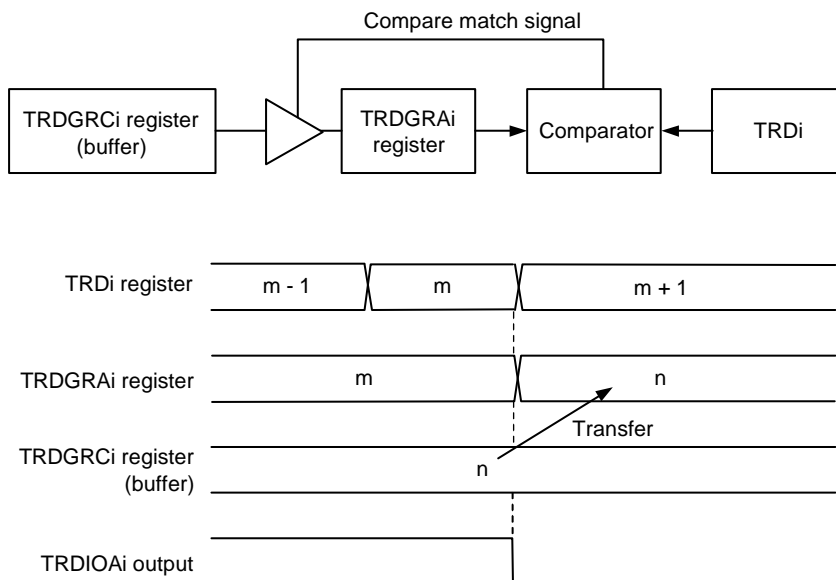 Compare match signal
TRDGRCi register
(buffer)
TRDGRAi
register
Comparator
TRDi
TRDi register
m - 1
m
m + 1
TRDGRAi register
m
n
Transfer
TRDGRCi register
(buffer)
n
TRDIOAi output